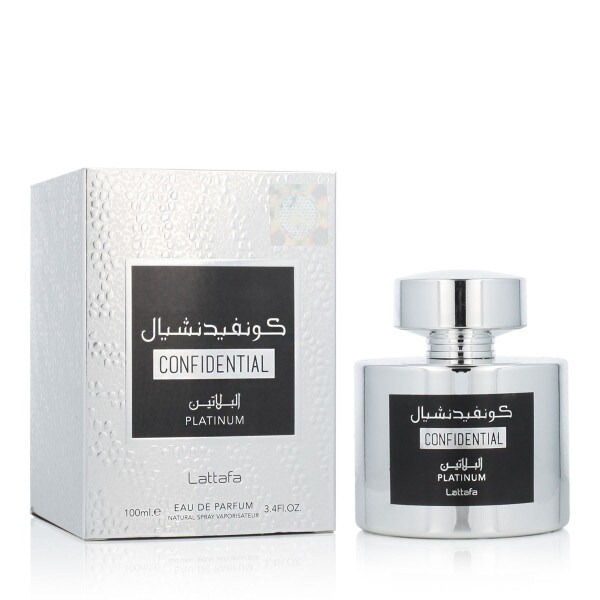 كونفيدنشيال
CONFIDENTIAL
البلاتين
PLATINUM
Lattafa
100ml.e EAU DE PARFUM 3.4Fl.OZ.
NATURAL SPRAY VAPORISATEUR
كونفيدنشيال
CONFIDENTIAL
البلاتين
PLATINUM
Lattafa